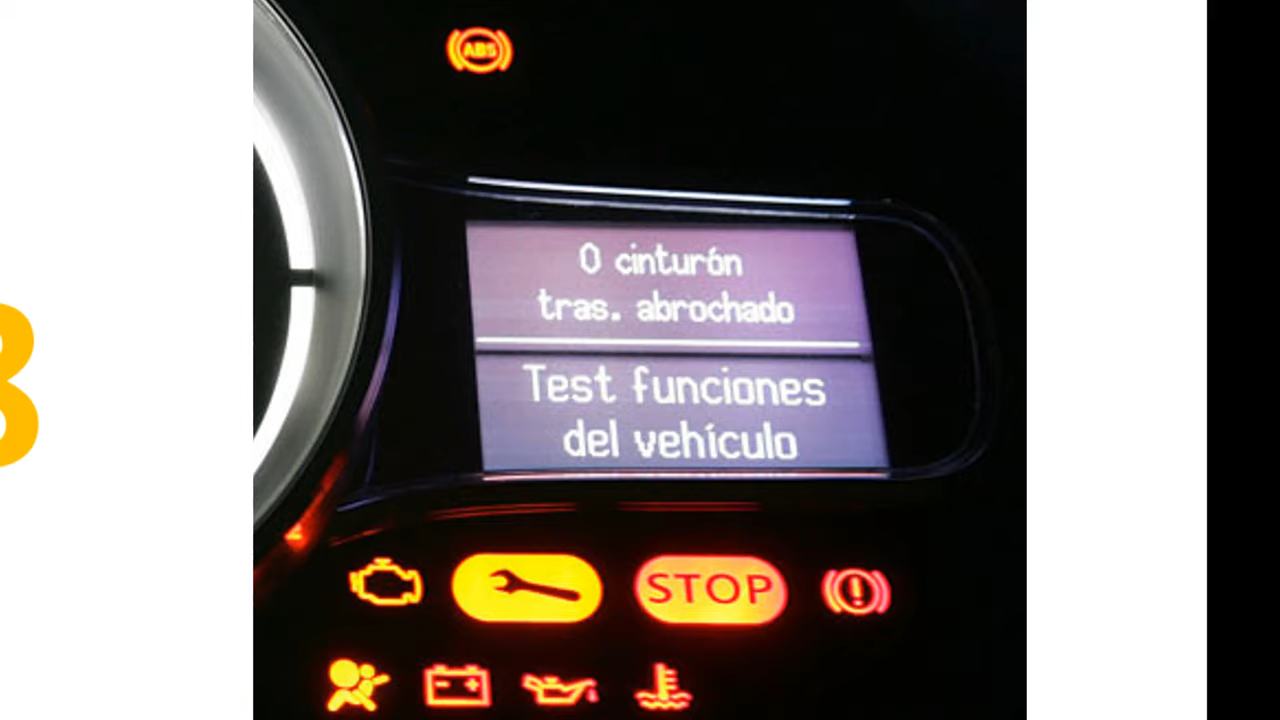 ABS
0 cinturón
tras. abrochado
Test funciones
del vehículo
STOP